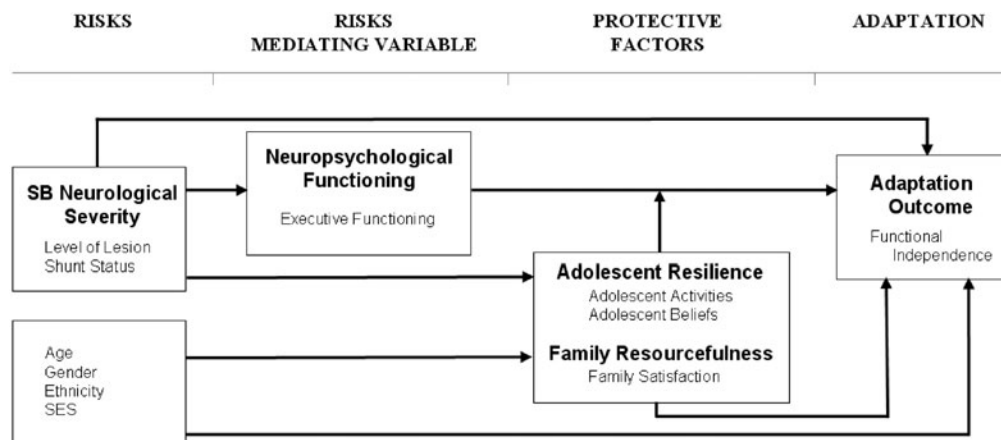 RISKS
RISKS
MEDIATING VARIABLE
PROTECTIVE
FACTORS
ADAPTATION
SB Neurological
Severity
Level of Lesion
Shunt Status
Neuropsychological
Functioning
Executive Functioning
Adaptation
Outcome
Functional
Independence
Adolescent Resilience
Adolescent Activities
Adolescent Beliefs
Family Resourcefulness
Family Satisfaction
Age
Gender
Ethnicity
SES